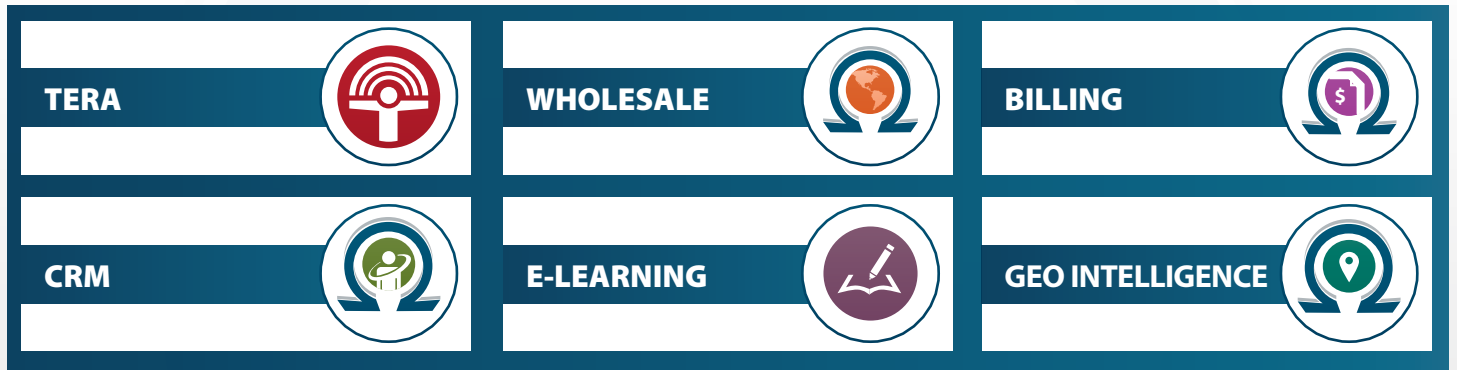 TERA
WHOLESALE
BILLING
$
CRM
E-LEARNING
GEO INTELLIGENCE